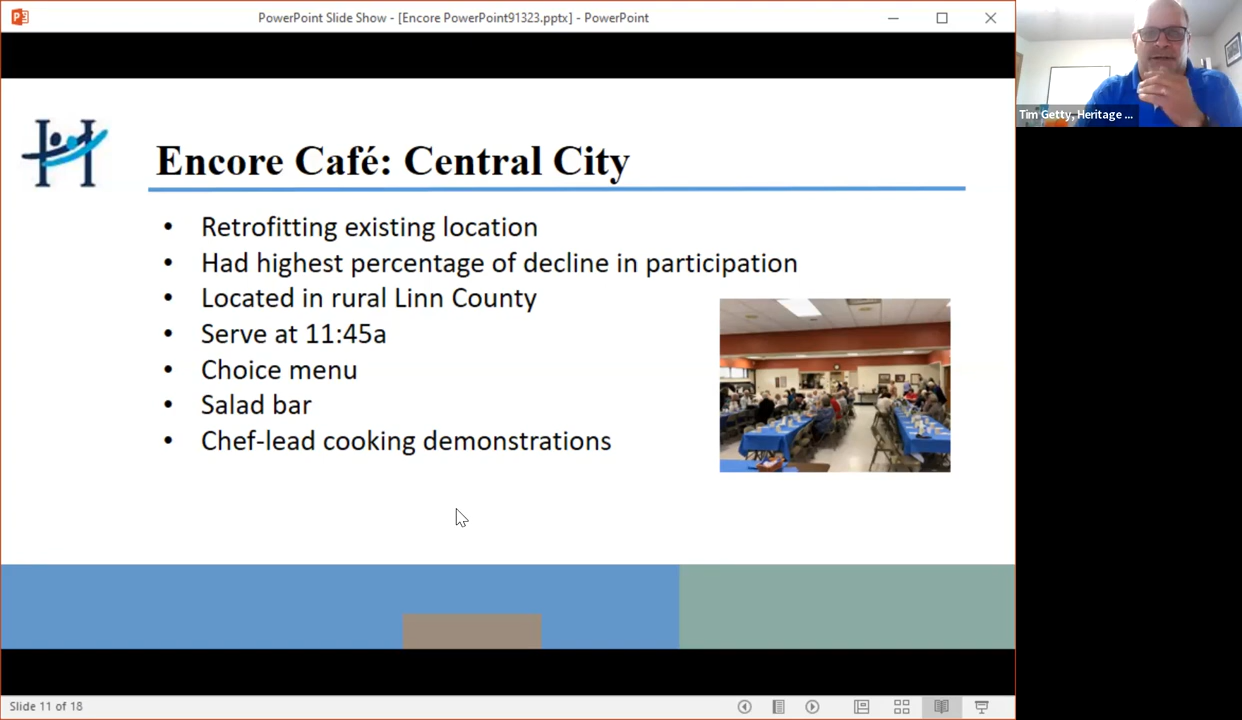 PowerPoint Slide Show - [Encore PowerPoint91323.pptx] - PowerPoint
Tim Getty, Heritage ...
Encore Café: Central City
• Retrofitting existing location
• Had highest percentage of decline in participation
• Located in rural Linn County
• Serve at 11:45a
• Choice menu
• Salad bar
• Chef-lead cooking demonstrations
Slide 11 of 18